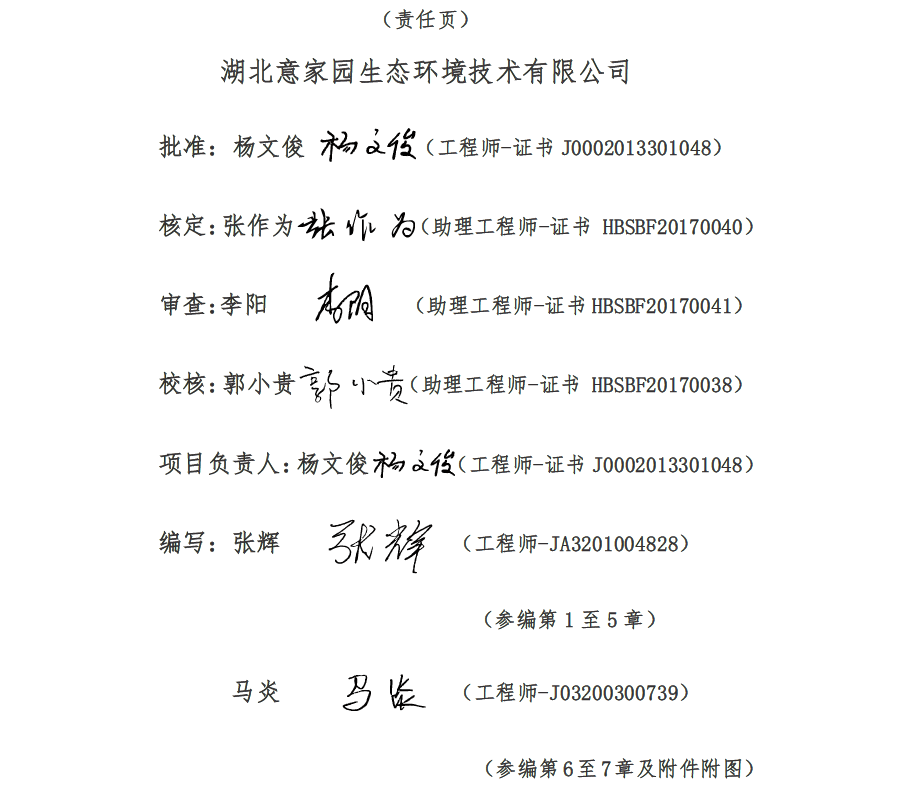 （责任页）
湖北意家园生态环境技术有限公司
批准：杨文俊 杨文俊（工程师-证书 J0002013301048）
核定：张作为 张作为（助理工程师-证书 HBSBF20170040）
审查：李阳 李阳（助理工程师-证书 HBSBF20170041）
校核：郭小贵 郭小贵（助理工程师-证书 HBSBF20170038）
项目负责人：杨文俊 杨文俊（工程师-证书 J0002013301048）
编写：张辉 张辉（工程师-JA3201004828）
（参编第 1 至 5 章）
马炎 马炎（工程师-J03200300739）
（参编第 6 至 7 章及附件附图）